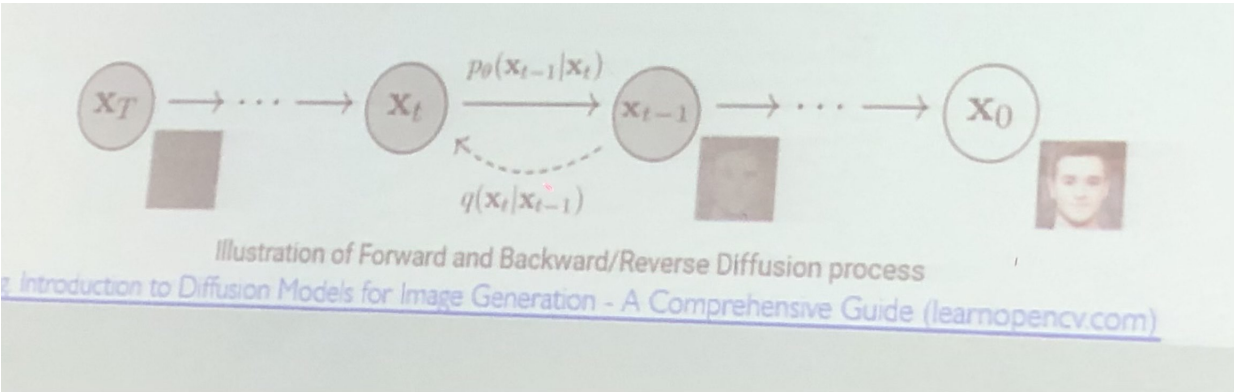 p_θ(x_{t−1}|x_t)
x_T → ⋯ → x_t → x_{t−1} → ⋯ → x_0
q(x_t|x_{t−1})
Illustration of Forward and Backward/Reverse Diffusion process
Introduction to Diffusion Models for Image Generation - A Comprehensive Guide (learnopencv.com)